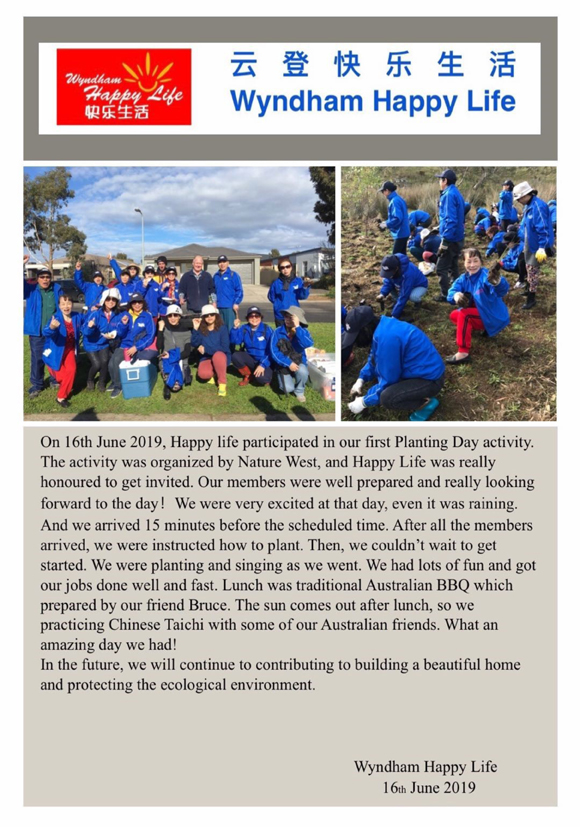 Wyndham
Happy Life
快乐生活
云登快乐生活
Wyndham Happy Life
On 16th June 2019, Happy life participated in our first Planting Day activity.
The activity was organized by Nature West, and Happy Life was really
honoured to get invited. Our members were well prepared and really looking
forward to the day！We were very excited at that day, even it was raining.
And we arrived 15 minutes before the scheduled time. After all the members
arrived, we were instructed how to plant. Then, we couldn’t wait to get
started. We were planting and singing as we went. We had lots of fun and got
our jobs done well and fast. Lunch was traditional Australian BBQ which
prepared by our friend Bruce. The sun comes out after lunch, so we
practicing Chinese Taichi with some of our Australian friends. What an
amazing day we had!
In the future, we will continue to contributing to building a beautiful home
and protecting the ecological environment.
Wyndham Happy Life
16th June 2019